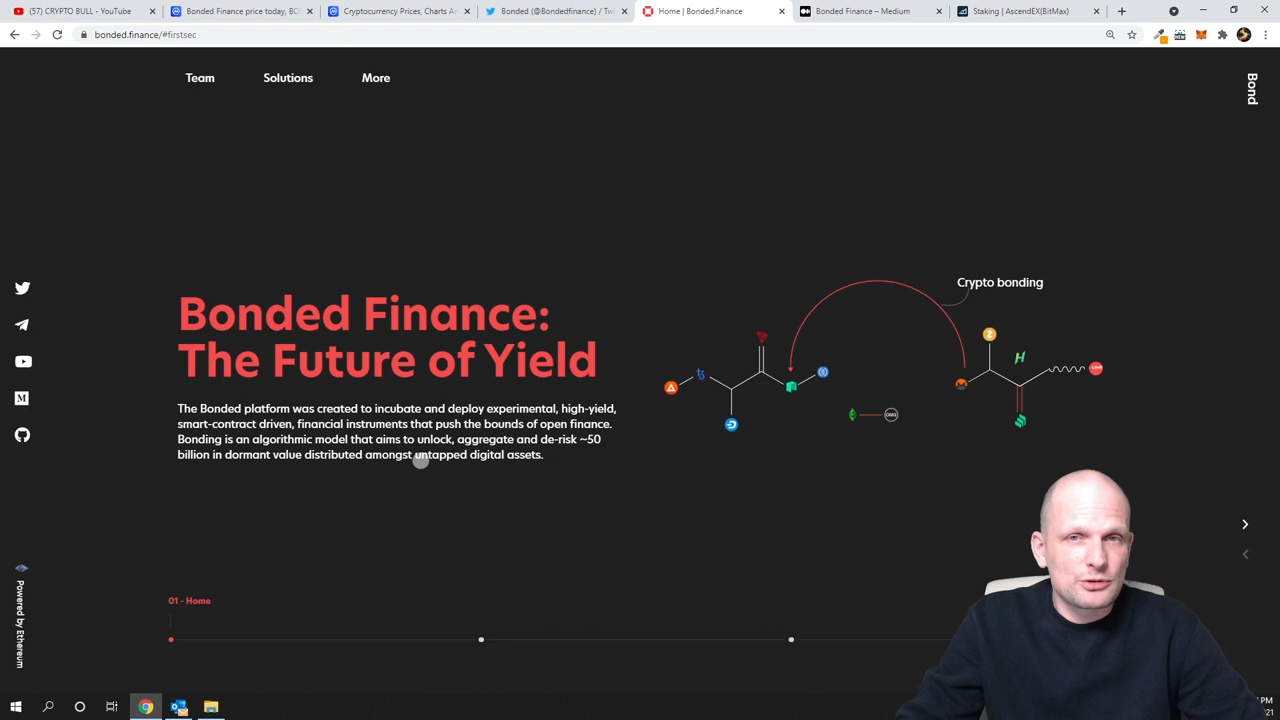 (57) CRYPTO BULL - YouTube
Bonded Finance price today, BO
Cryptocurrency Prices, Charts An
Bonded (@Bondedfinance) / Tw
Home | Bonded.Finance
Bonded Finance – Medium
Staking | AscendEX(BitMax)
bonded.finance/#firstsec
Team
Solutions
More
Bond
Crypto bonding
Bonded Finance:
The Future of Yield
The Bonded platform was created to incubate and deploy experimental, high-yield,
smart-contract driven, financial instruments that push the bounds of open finance.
Bonding is an algorithmic model that aims to unlock, aggregate and de-risk ~50
billion in dormant value distributed amongst untapped digital assets.
OMG
H
01 - Home
Powered by Ethereum